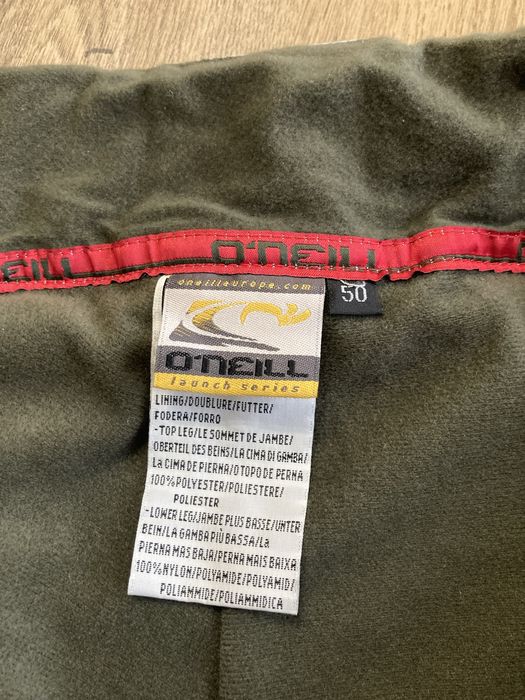 O'NEILL O'NEILL
oneilleurope.com
50
O'NEILL
launch series
LINING/DOUBLURE/FUTTER/
FODERA/FORRO
-TOP LEG/LE SOMMET DE JAMBE/
OBERTEIL DES BEINS/LA CIMA DI GAMBA/
La CIMA DE PIERNA/O TOPO DE PERNA
100%POLYESTER/POLIESTERE/
POLIESTER
-LOWER LEG/JAMBE PLUS BASSE/UNTER
BEIN/LA GAMBA PIÙ BASSA/La
PIERNA MAS BAJA/PERNA MAIS BAIXA
100%NYLON/POLYAMIDE/POLYAMID/
POLIAMMIDE/POLIAMMIDICA